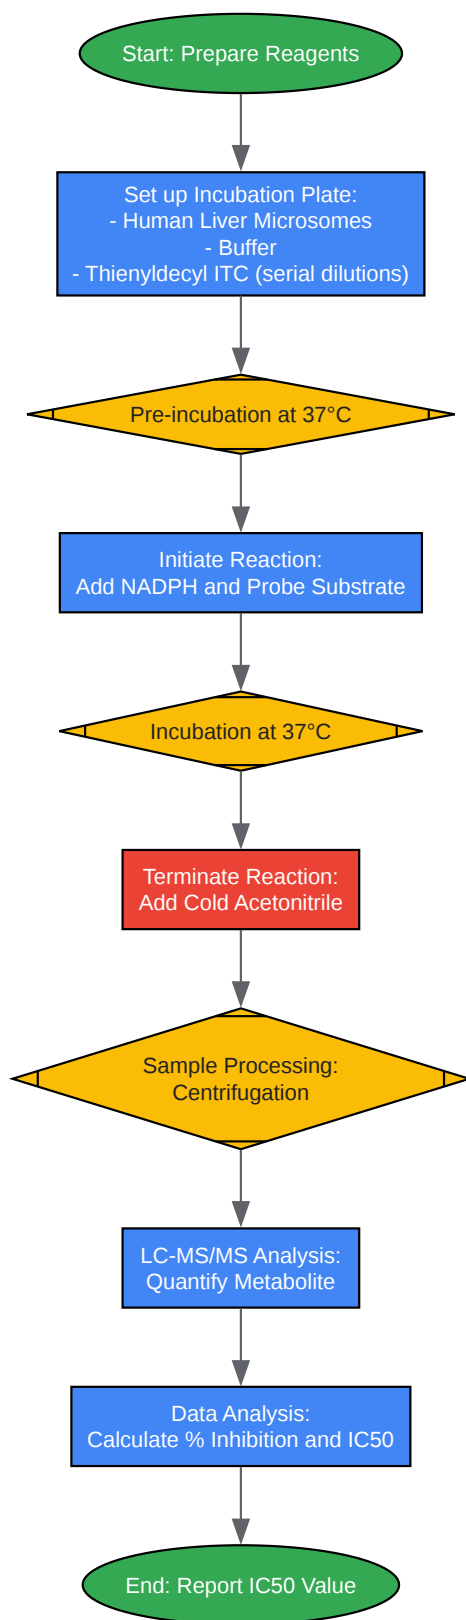 Start: Prepare Reagents
Set up Incubation Plate:
- Human Liver Microsomes
- Buffer
- Thienyldecyl ITC (serial dilutions)
Pre-incubation at 37°C
Initiate Reaction:
Add NADPH and Probe Substrate
Incubation at 37°C
Terminate Reaction:
Add Cold Acetonitrile
Sample Processing:
Centrifugation
LC-MS/MS Analysis:
Quantify Metabolite
Data Analysis:
Calculate % Inhibition and IC50
End: Report IC50 Value